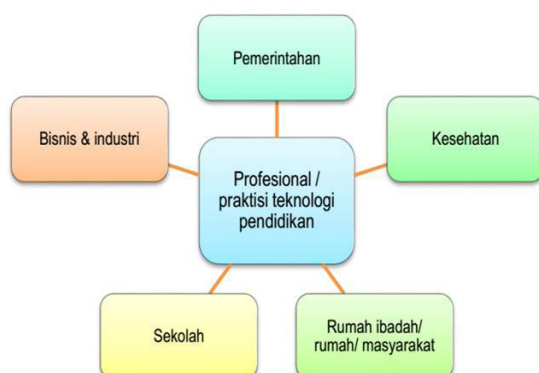 Pemerintahan
Bisnis & industri
Kesehatan
Profesional /
praktisi teknologi
pendidikan
Sekolah
Rumah ibadah/
rumah/ masyarakat